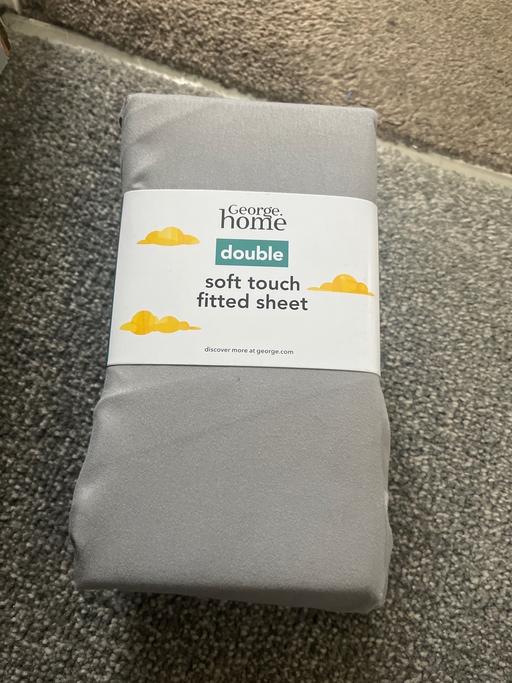 George.
home
double
soft touch
fitted sheet
discover more at george.com